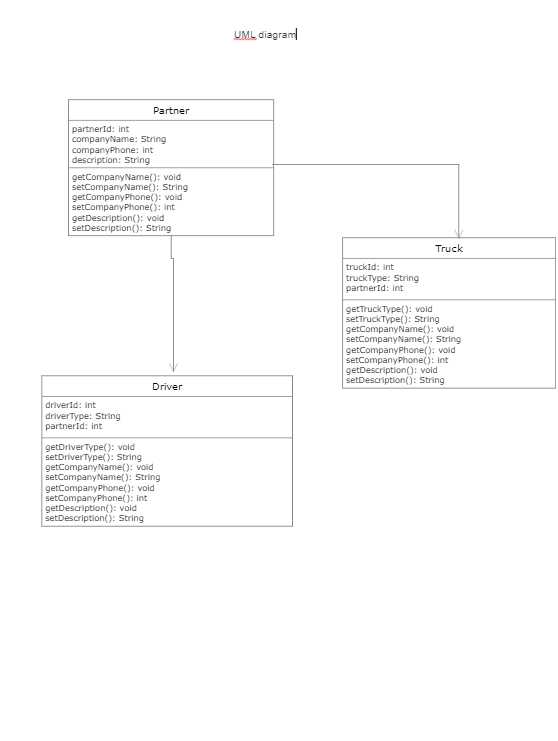 UML diagram
Partner
partnerId: int
companyName: String
companyPhone: int
description: String
getCompanyName(): void
setCompanyName(): String
getCompanyPhone(): void
setCompanyPhone(): int
getDescription(): void
setDescription(): String
Truck
truckId: int
truckType: String
partnerId: int
getTruckType(): void
setTruckType(): String
getCompanyName(): void
setCompanyName(): String
getCompanyPhone(): void
setCompanyPhone(): int
getDescription(): void
setDescription(): String
Driver
driverId: int
driverType: String
partnerId: int
getDriverType(): void
setDriverType(): String
getCompanyName(): void
setCompanyName(): String
getCompanyPhone(): void
setCompanyPhone(): int
getDescription(): void
setDescription(): String